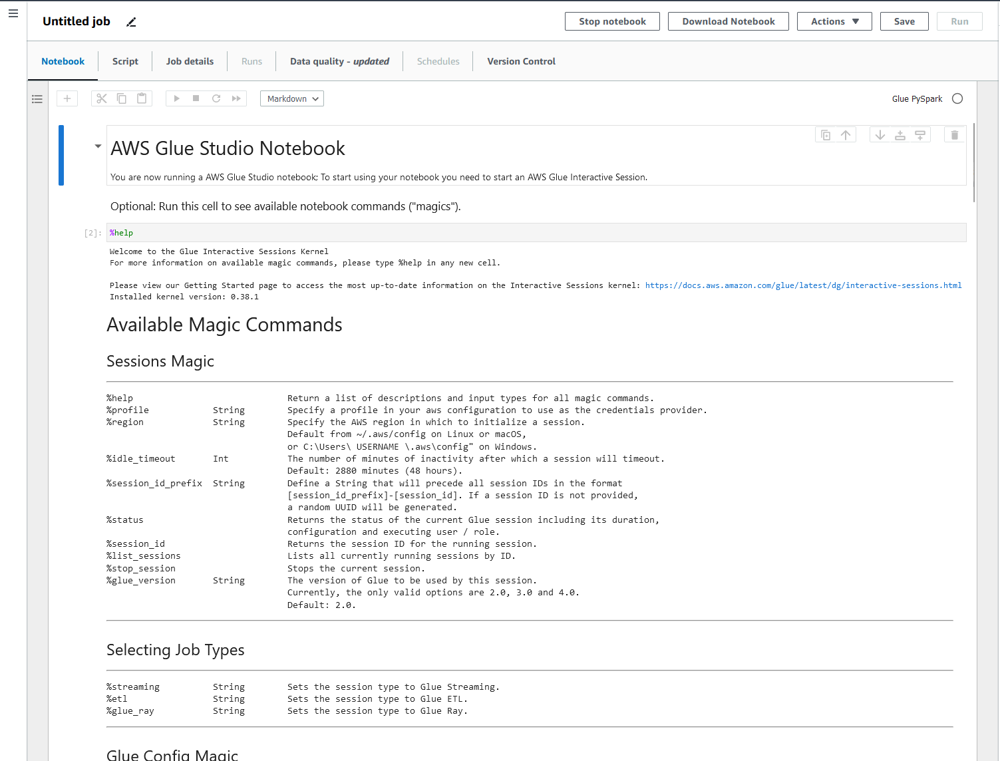 Untitled job
Stop notebook
Download Notebook
Actions
Save
Run
Notebook
Script
Job details
Runs
Data quality - updated
Schedules
Version Control
Markdown
Glue PySpark
AWS Glue Studio Notebook
You are now running a AWS Glue Studio notebook; To start using your notebook you need to start an AWS Glue Interactive Session.
Optional: Run this cell to see available notebook commands ("magics").
[2]: %help
Welcome to the Glue Interactive Sessions Kernel
For more information on available magic commands, please type %help in any new cell.
Please view our Getting Started page to access the most up-to-date information on the Interactive Sessions kernel: https://docs.aws.amazon.com/glue/latest/dg/interactive-sessions.html
Installed kernel version: 0.38.1
Available Magic Commands
Sessions Magic
%help Return a list of descriptions and input types for all magic commands.
%profile String Specify a profile in your aws configuration to use as the credentials provider.
%region String Specify the AWS region in which to initialize a session.
Default from ~/.aws/config on Linux or macOS,
or C:\Users\ USERNAME \.aws\config" on Windows.
%idle_timeout Int The number of minutes of inactivity after which a session will timeout.
Default: 2880 minutes (48 hours).
%session_id_prefix String Define a String that will precede all session IDs in the format
[session_id_prefix]-[session_id]. If a session ID is not provided,
a random UUID will be generated.
%status Returns the status of the current Glue session including its duration,
configuration and executing user / role.
%session_id Returns the session ID for the running session.
%list_sessions Lists all currently running sessions by ID.
%stop_session Stops the current session.
%glue_version String The version of Glue to be used by this session.
Currently, the only valid options are 2.0, 3.0 and 4.0.
Default: 2.0.
Selecting Job Types
%streaming String Sets the session type to Glue Streaming.
%etl String Sets the session type to Glue ETL.
%glue_ray String Sets the session type to Glue Ray.
Glue Config Magic